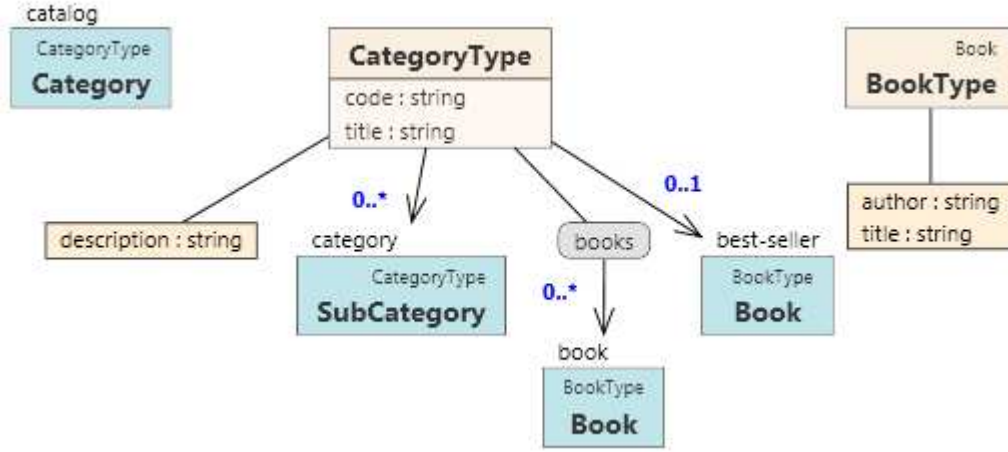 catalog
CategoryType
Category
CategoryType
code : string
title : string
Book
BookType
author : string
title : string
description : string
0..*
category
CategoryType
SubCategory
books
0..*
book
BookType
Book
0..1
best-seller
BookType
Book